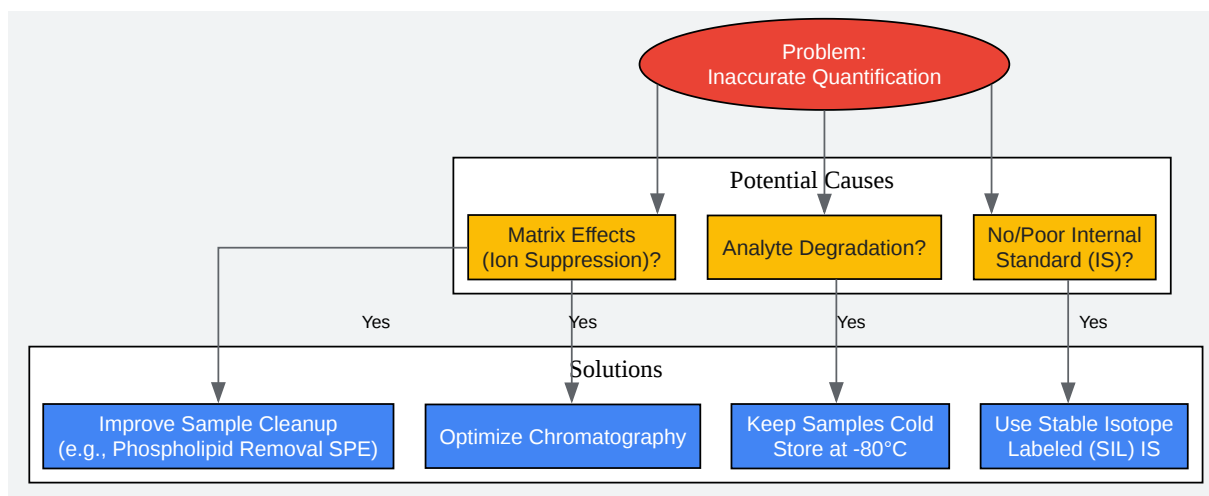 Problem:
Inaccurate Quantification
Potential Causes
Matrix Effects
(Ion Suppression)?
Analyte Degradation?
No/Poor Internal
Standard (IS)?
Yes
Yes
Yes
Yes
Solutions
Improve Sample Cleanup
(e.g., Phospholipid Removal SPE)
Optimize Chromatography
Keep Samples Cold
Store at -80°C
Use Stable Isotope
Labeled (SIL) IS